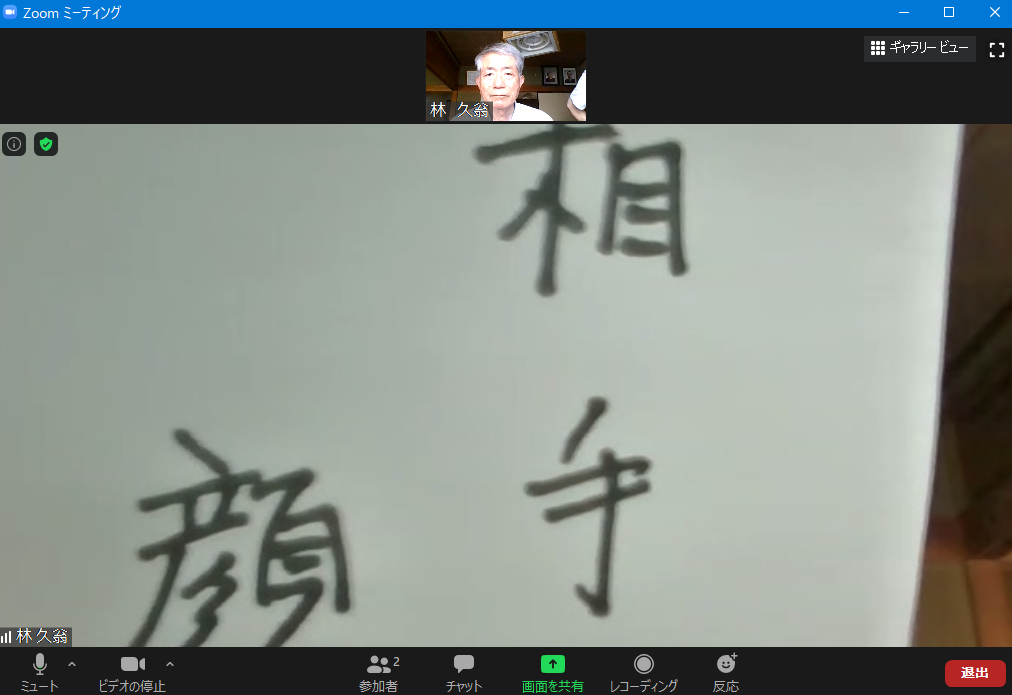 Zoom ミーティング
ギャラリー ビュー
林 久翁
相手
顔
林 久翁
ミュート
ビデオの停止
参加者
2
チャット
画面を共有
レコーディング
反応
退出